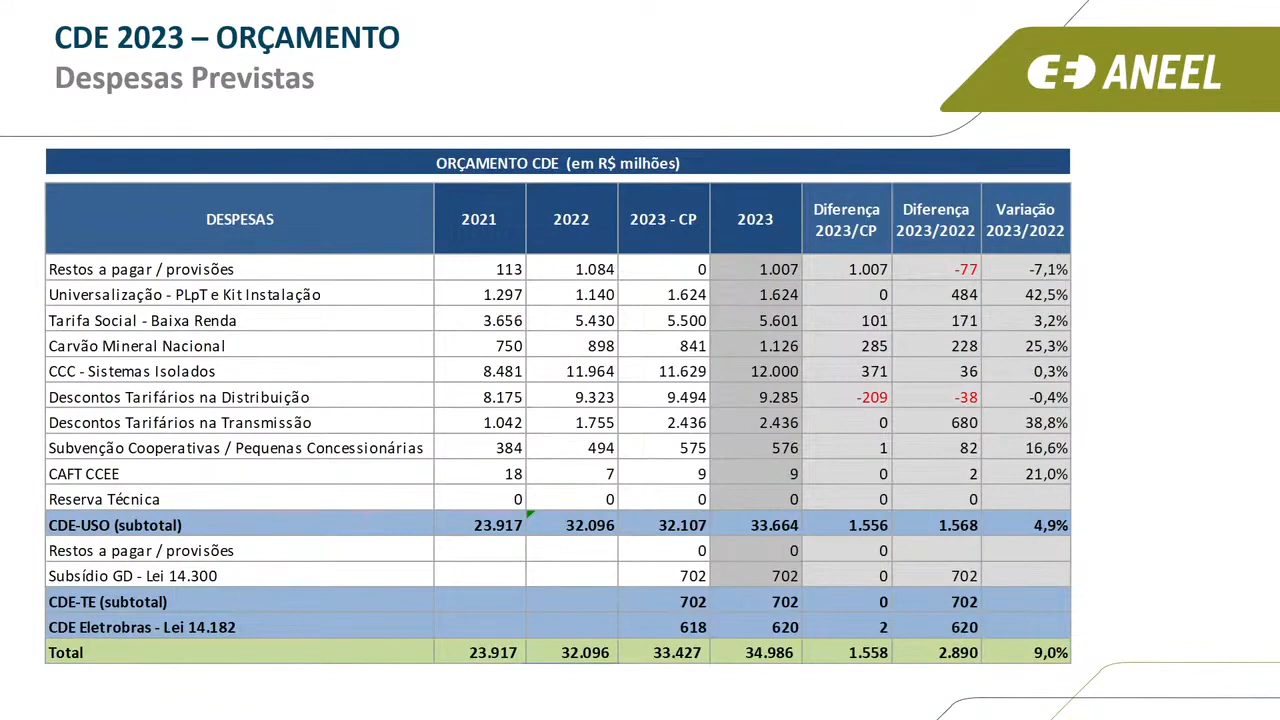 CDE 2023 – ORÇAMENTO
Despesas Previstas
ANEEL
ORÇAMENTO CDE (em R$ milhões)
DESPESAS 2021 2022 2023 - CP 2023 Diferença 2023/CP Diferença 2023/2022 Variação 2023/2022
Restos a pagar / provisões 113 1.084 0 1.007 1.007 -77 -7,1%
Universalização - PLpT e Kit Instalação 1.297 1.140 1.624 1.624 0 484 42,5%
Tarifa Social - Baixa Renda 3.656 5.430 5.500 5.601 101 171 3,2%
Carvão Mineral Nacional 750 898 841 1.126 285 228 25,3%
CCC - Sistemas Isolados 8.481 11.964 11.629 12.000 371 36 0,3%
Descontos Tarifários na Distribuição 8.175 9.323 9.494 9.285 -209 -38 -0,4%
Descontos Tarifários na Transmissão 1.042 1.755 2.436 2.436 0 680 38,8%
Subvenção Cooperativas / Pequenas Concessionárias 384 494 575 576 1 82 16,6%
CAFT CCEE 18 7 9 9 0 2 21,0%
Reserva Técnica 0 0 0 0 0 0
CDE-USO (subtotal) 23.917 32.096 32.107 33.664 1.556 1.568 4,9%
Restos a pagar / provisões 0 0 0
Subsídio GD - Lei 14.300 702 702 0 702
CDE-TE (subtotal) 702 702 0 702
CDE Eletrobras - Lei 14.182 618 620 2 620
Total 23.917 32.096 33.427 34.986 1.558 2.890 9,0%